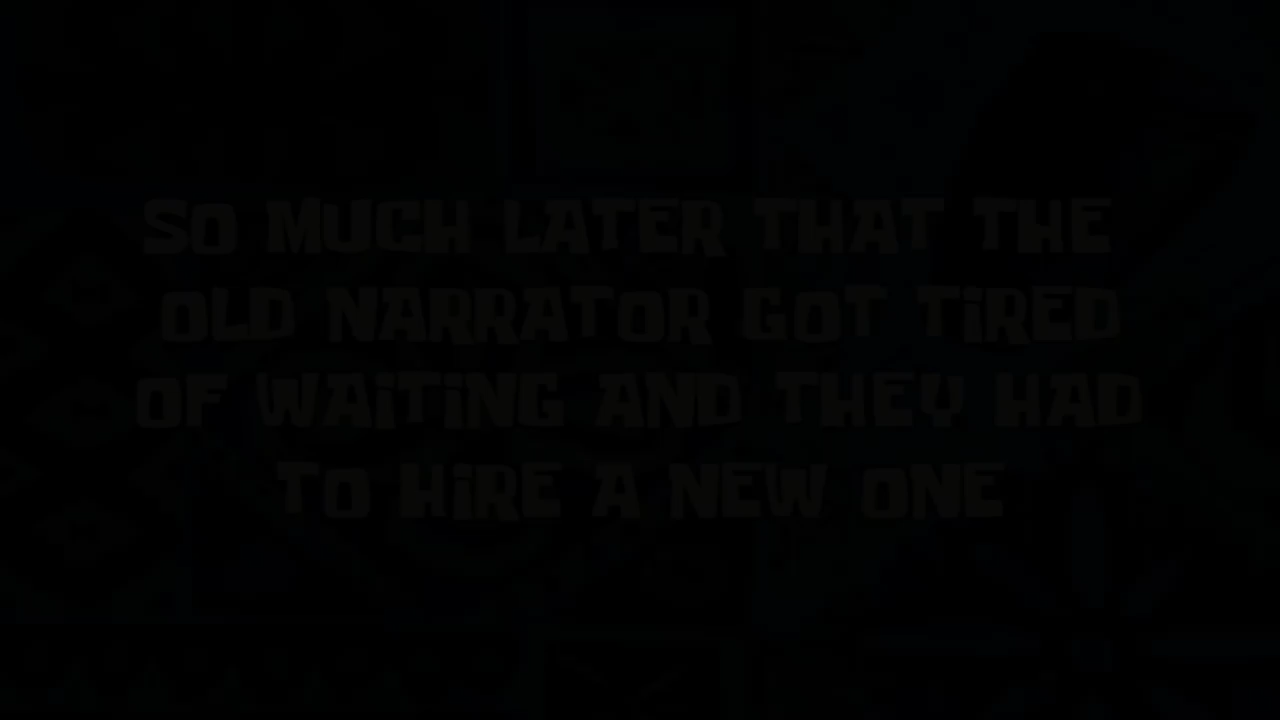 SO MUCH LATER THAT THE
OLD NARRATOR GOT TiRED
OF WAiTiNG AND THEY HAD
TO HiRE A NEW ONE